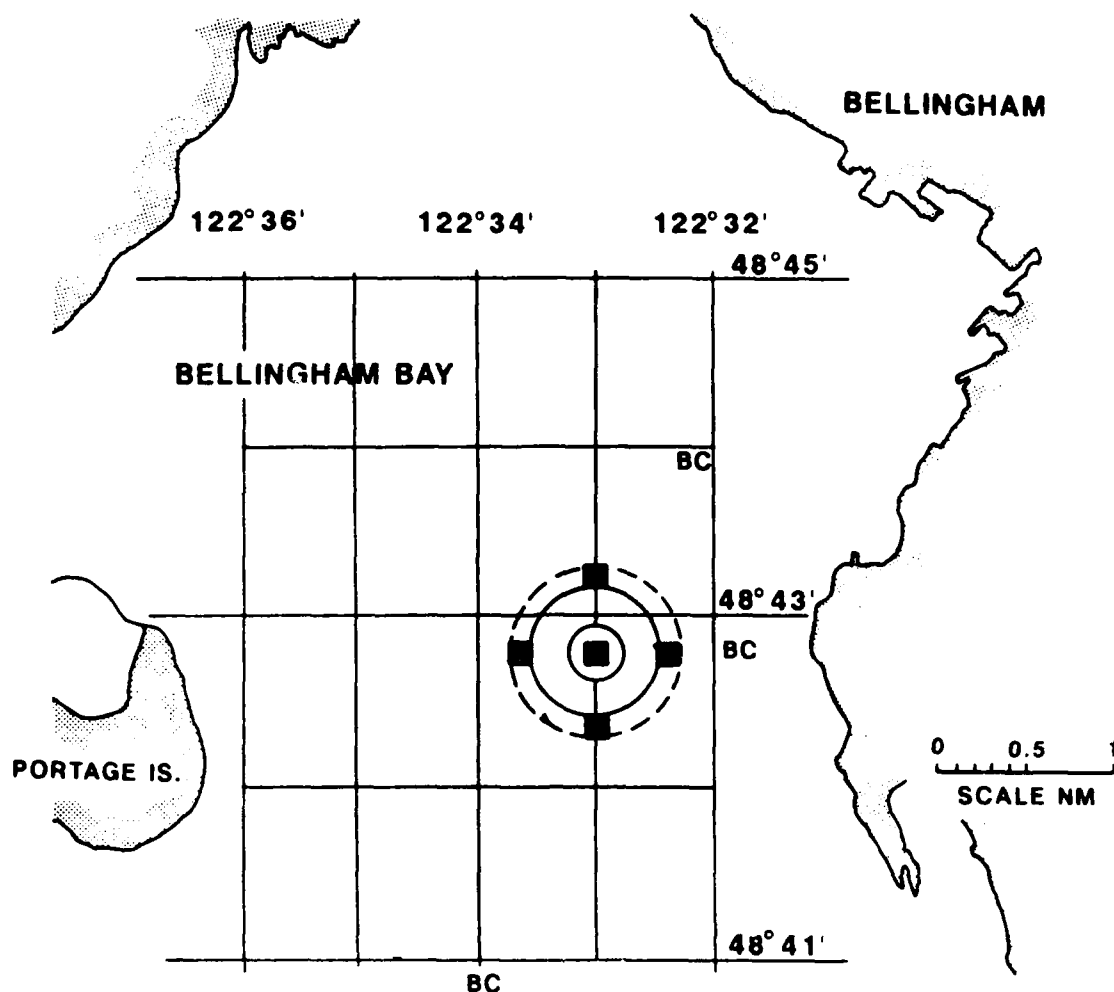 BELLINGHAM
122°36' 122°34' 122°32'
48°45'
BELLINGHAM BAY
BC
48°43'
BC
PORTAGE IS.
0 0.5 1
SCALE NM
48°41'
BC